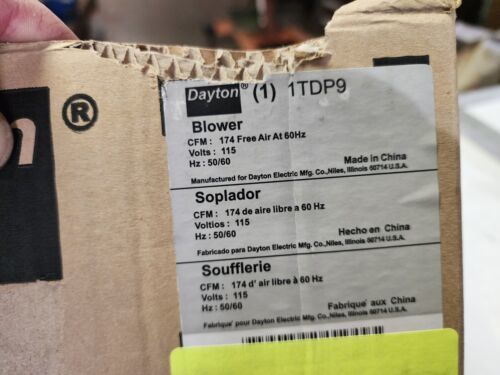 n®
Dayton® (1) 1TDP9
Blower
CFM : 174 Free Air At 60Hz
Volts : 115
Hz : 50/60
Made in China
Manufactured for Dayton Electric Mfg. Co.,Niles, Illinois 60714 U.S.A.
Soplador
CFM : 174 de aire libre a 60 Hz
Voltios : 115
Hz : 50/60
Hecho en China
Fabricado para Dayton Electric Mfg. Co.,Niles, Illinois 60714 U.S.A.
Soufflerie
CFM : 174 d' air libre à 60 Hz
Volts : 115
Hz : 50/60
Fabrique' aux China
Fabrique' pour Dayton Electric Mfg. Co.,Niles, Illinois 60714 U.S.A.